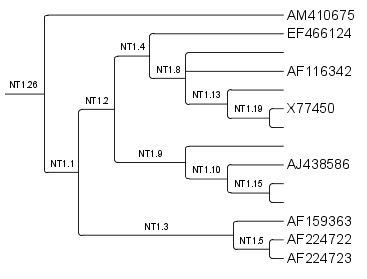 AM410675
EF466124
NT1.4
NT1.8
AF116342
NT1.26
NT1.13
NT1.2
NT1.19
X77450
NT1.9
NT1.1
NT1.10
AJ438586
NT1.15
AF159363
NT1.3
NT1.5
AF224722
AF224723